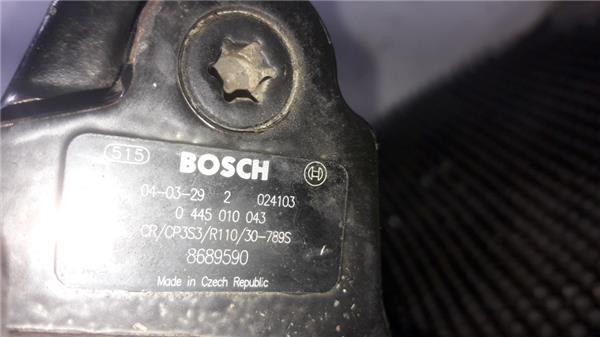 515 BOSCH
04-03-29 2 024103
0 445 010 043
CR/CP3S3/R110/30-789S
8689590
Made in Czech Republic